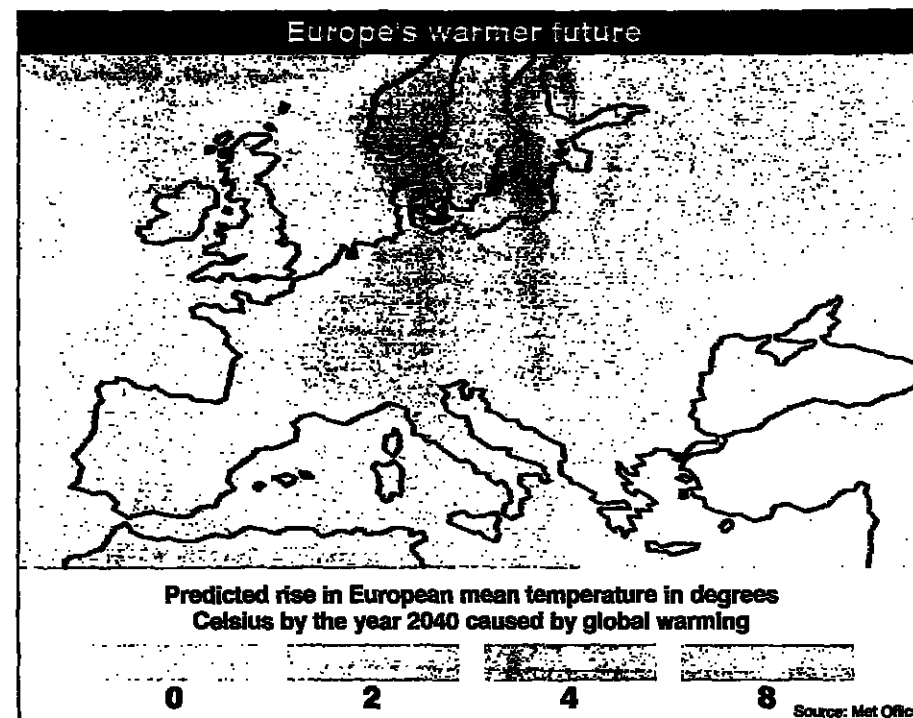 Europe's warmer future
Predicted rise in European mean temperature in degrees
Celsius by the year 2040 caused by global warming
0 2 4 8
Source: Met Offic